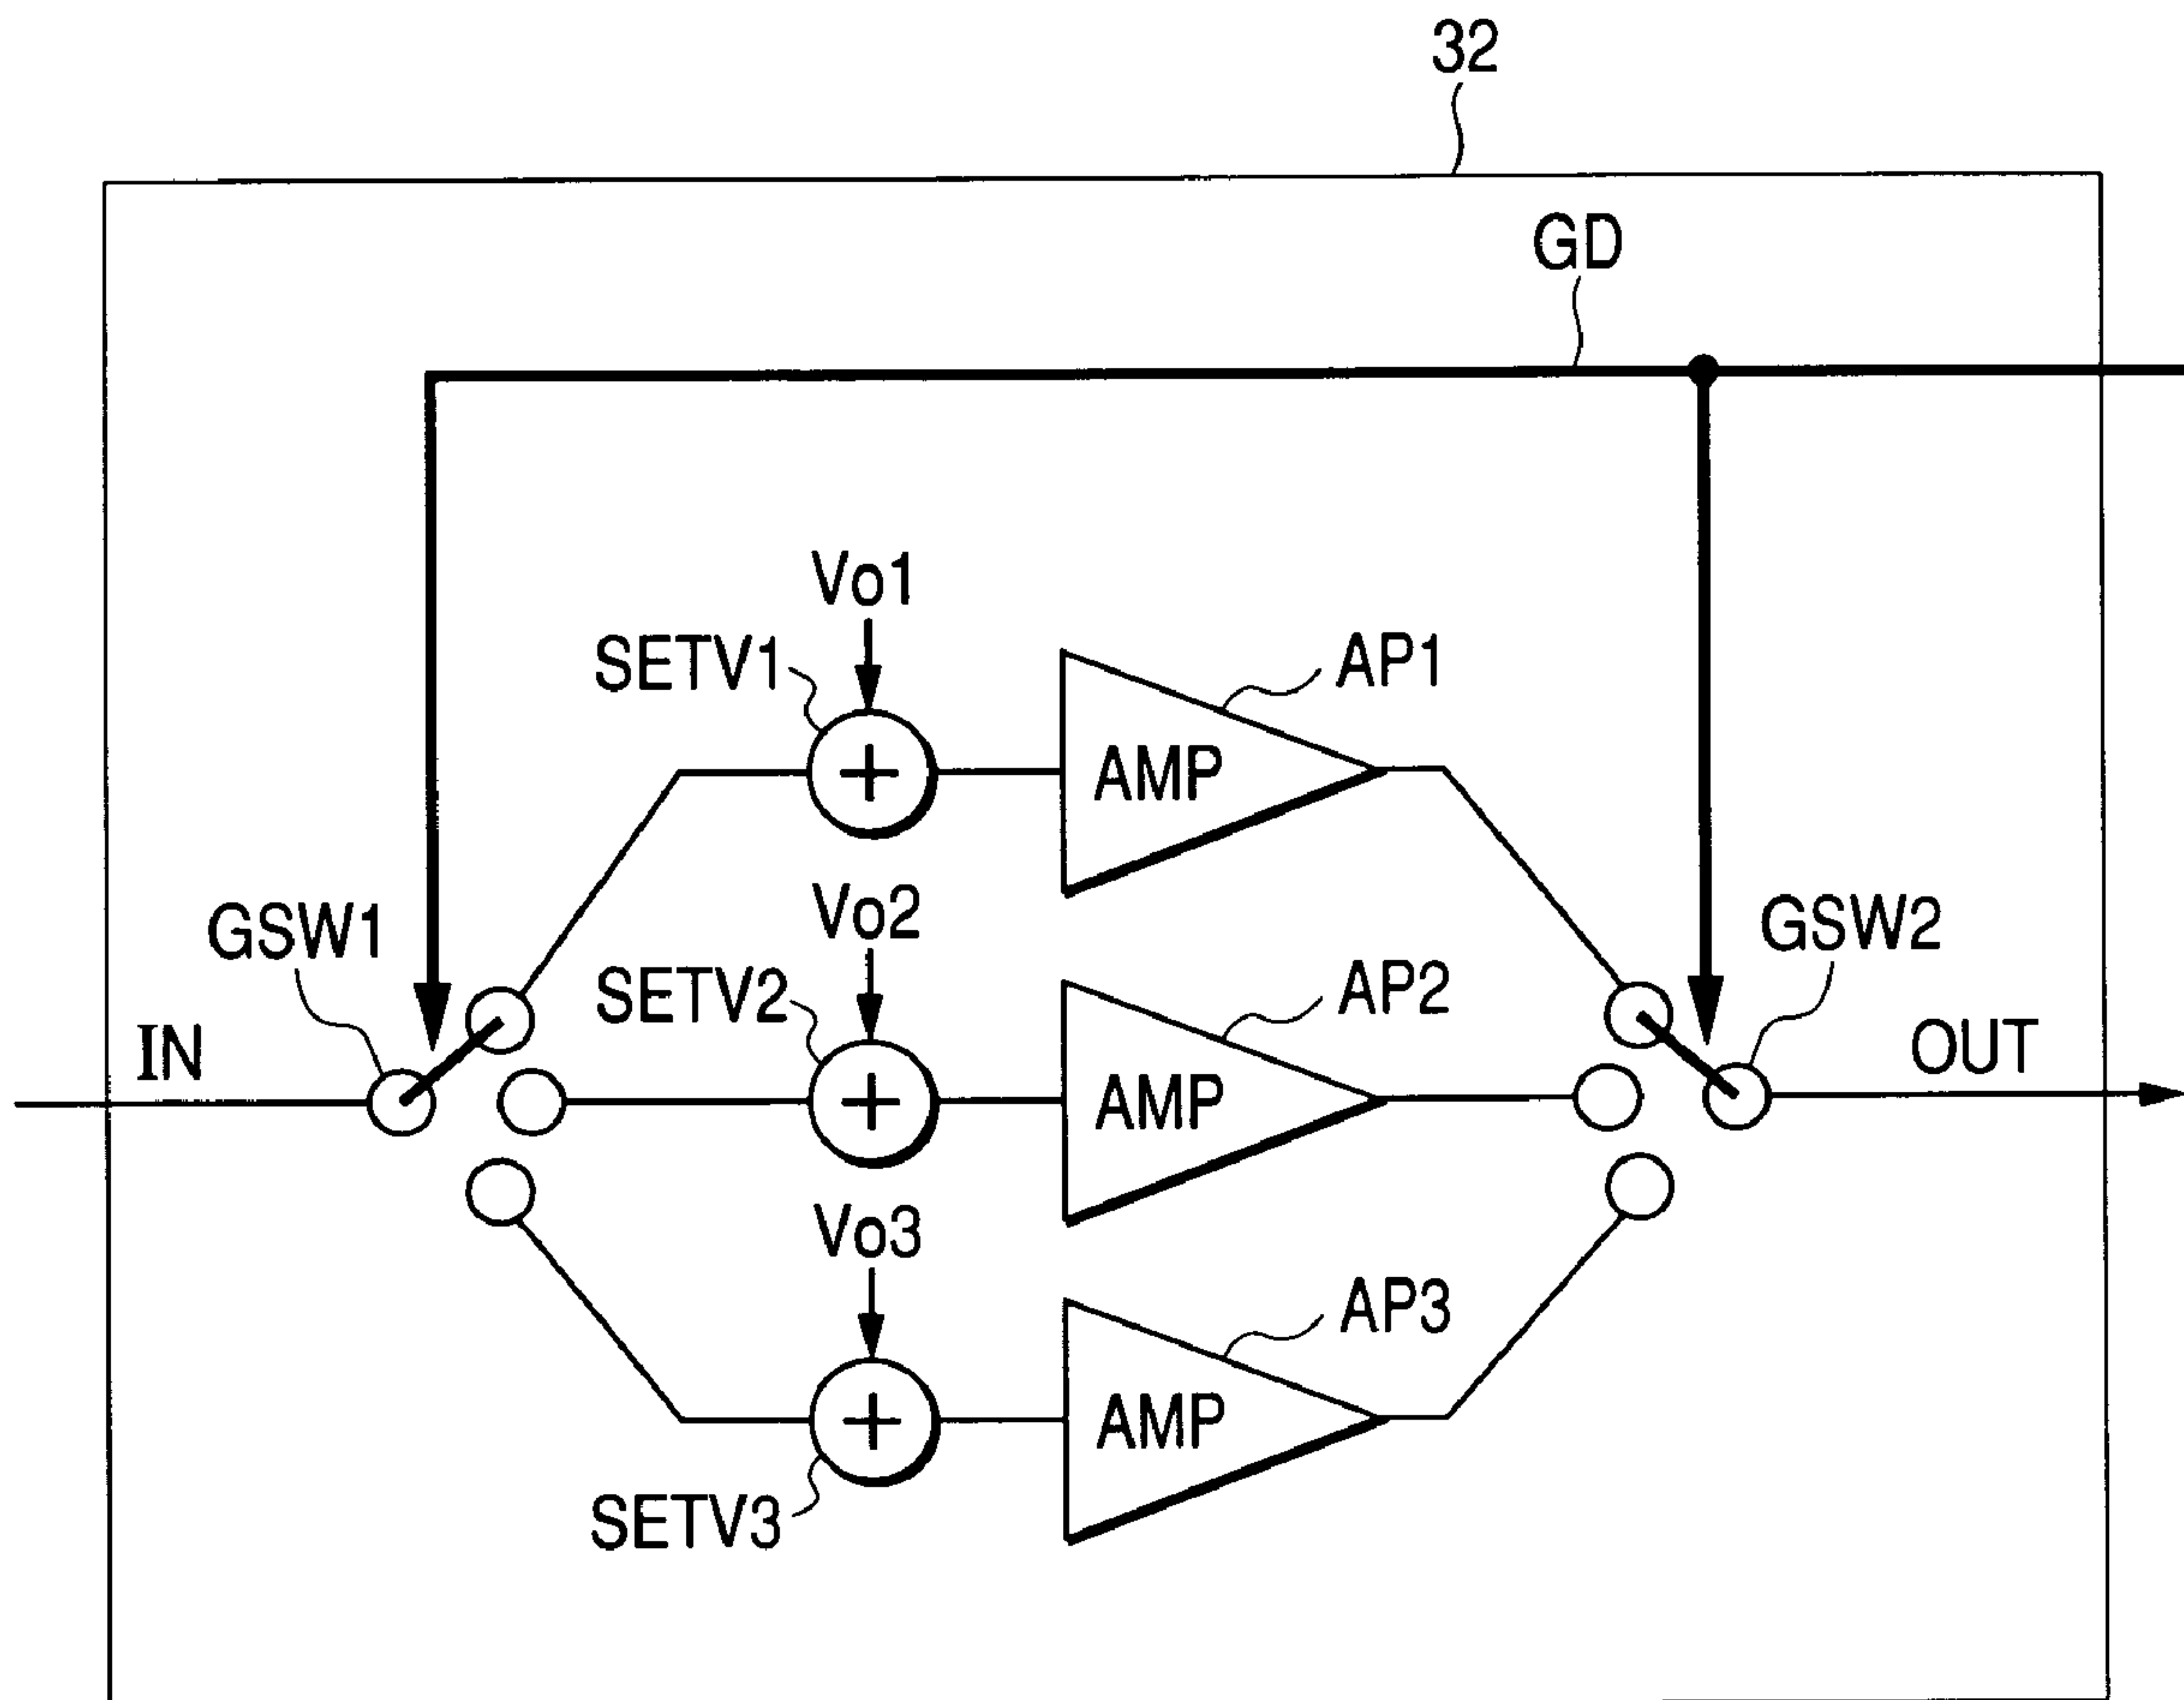 32
GD
Vo1
SETV1
AP1
AMP
Vo2
GSW1
GSW2
SETV2
AP2
IN
OUT
AMP
Vo3
AP3
AMP
SETV3